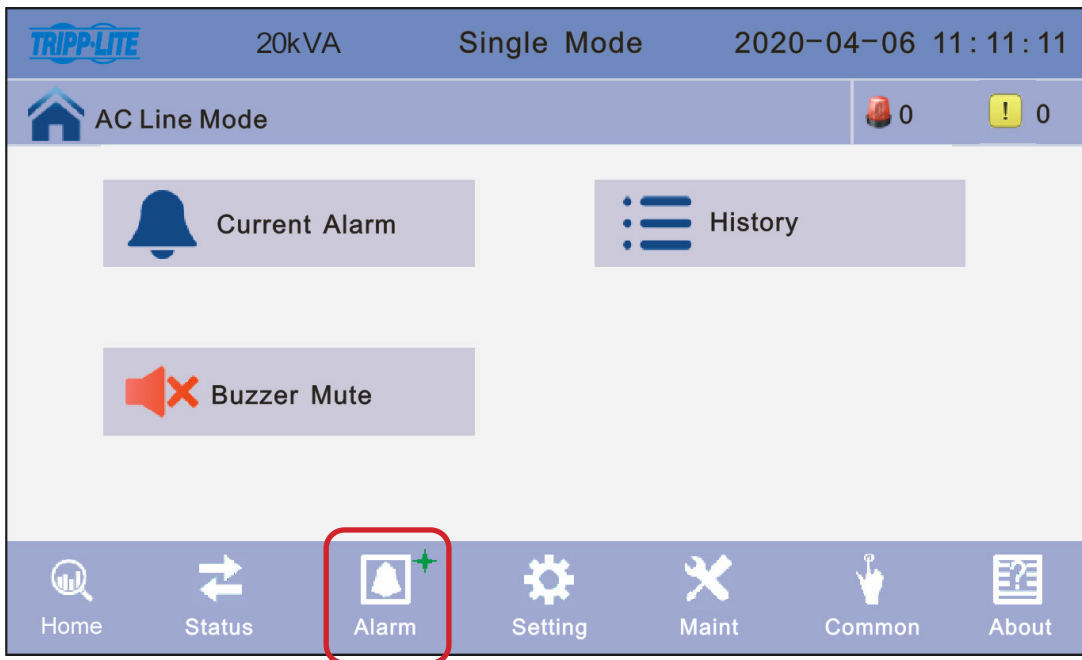 TRIPP·LITE 20kVA Single Mode 2020-04-06 11:11:11
AC Line Mode 0 ! 0
Current Alarm History
Buzzer Mute
Home Status Alarm Setting Maint Common About